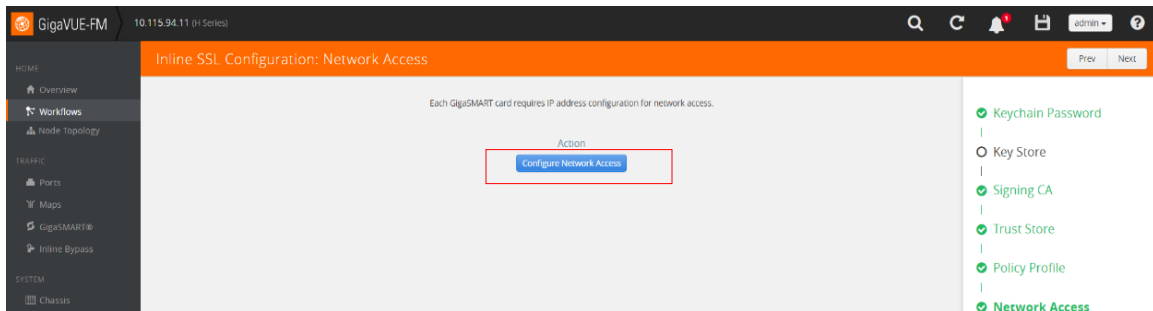 GigaVUE-FM 10.115.94.11 (H Series) admin
Inline SSL Configuration: Network Access Prev Next
HOME
Overview
Workflows
Node Topology
TRAFFIC
Ports
Maps
GigaSMART®
Inline Bypass
SYSTEM
Chassis
Each GigaSMART card requires IP address configuration for network access.
Action
Configure Network Access
Keychain Password
Key Store
Signing CA
Trust Store
Policy Profile
Network Access